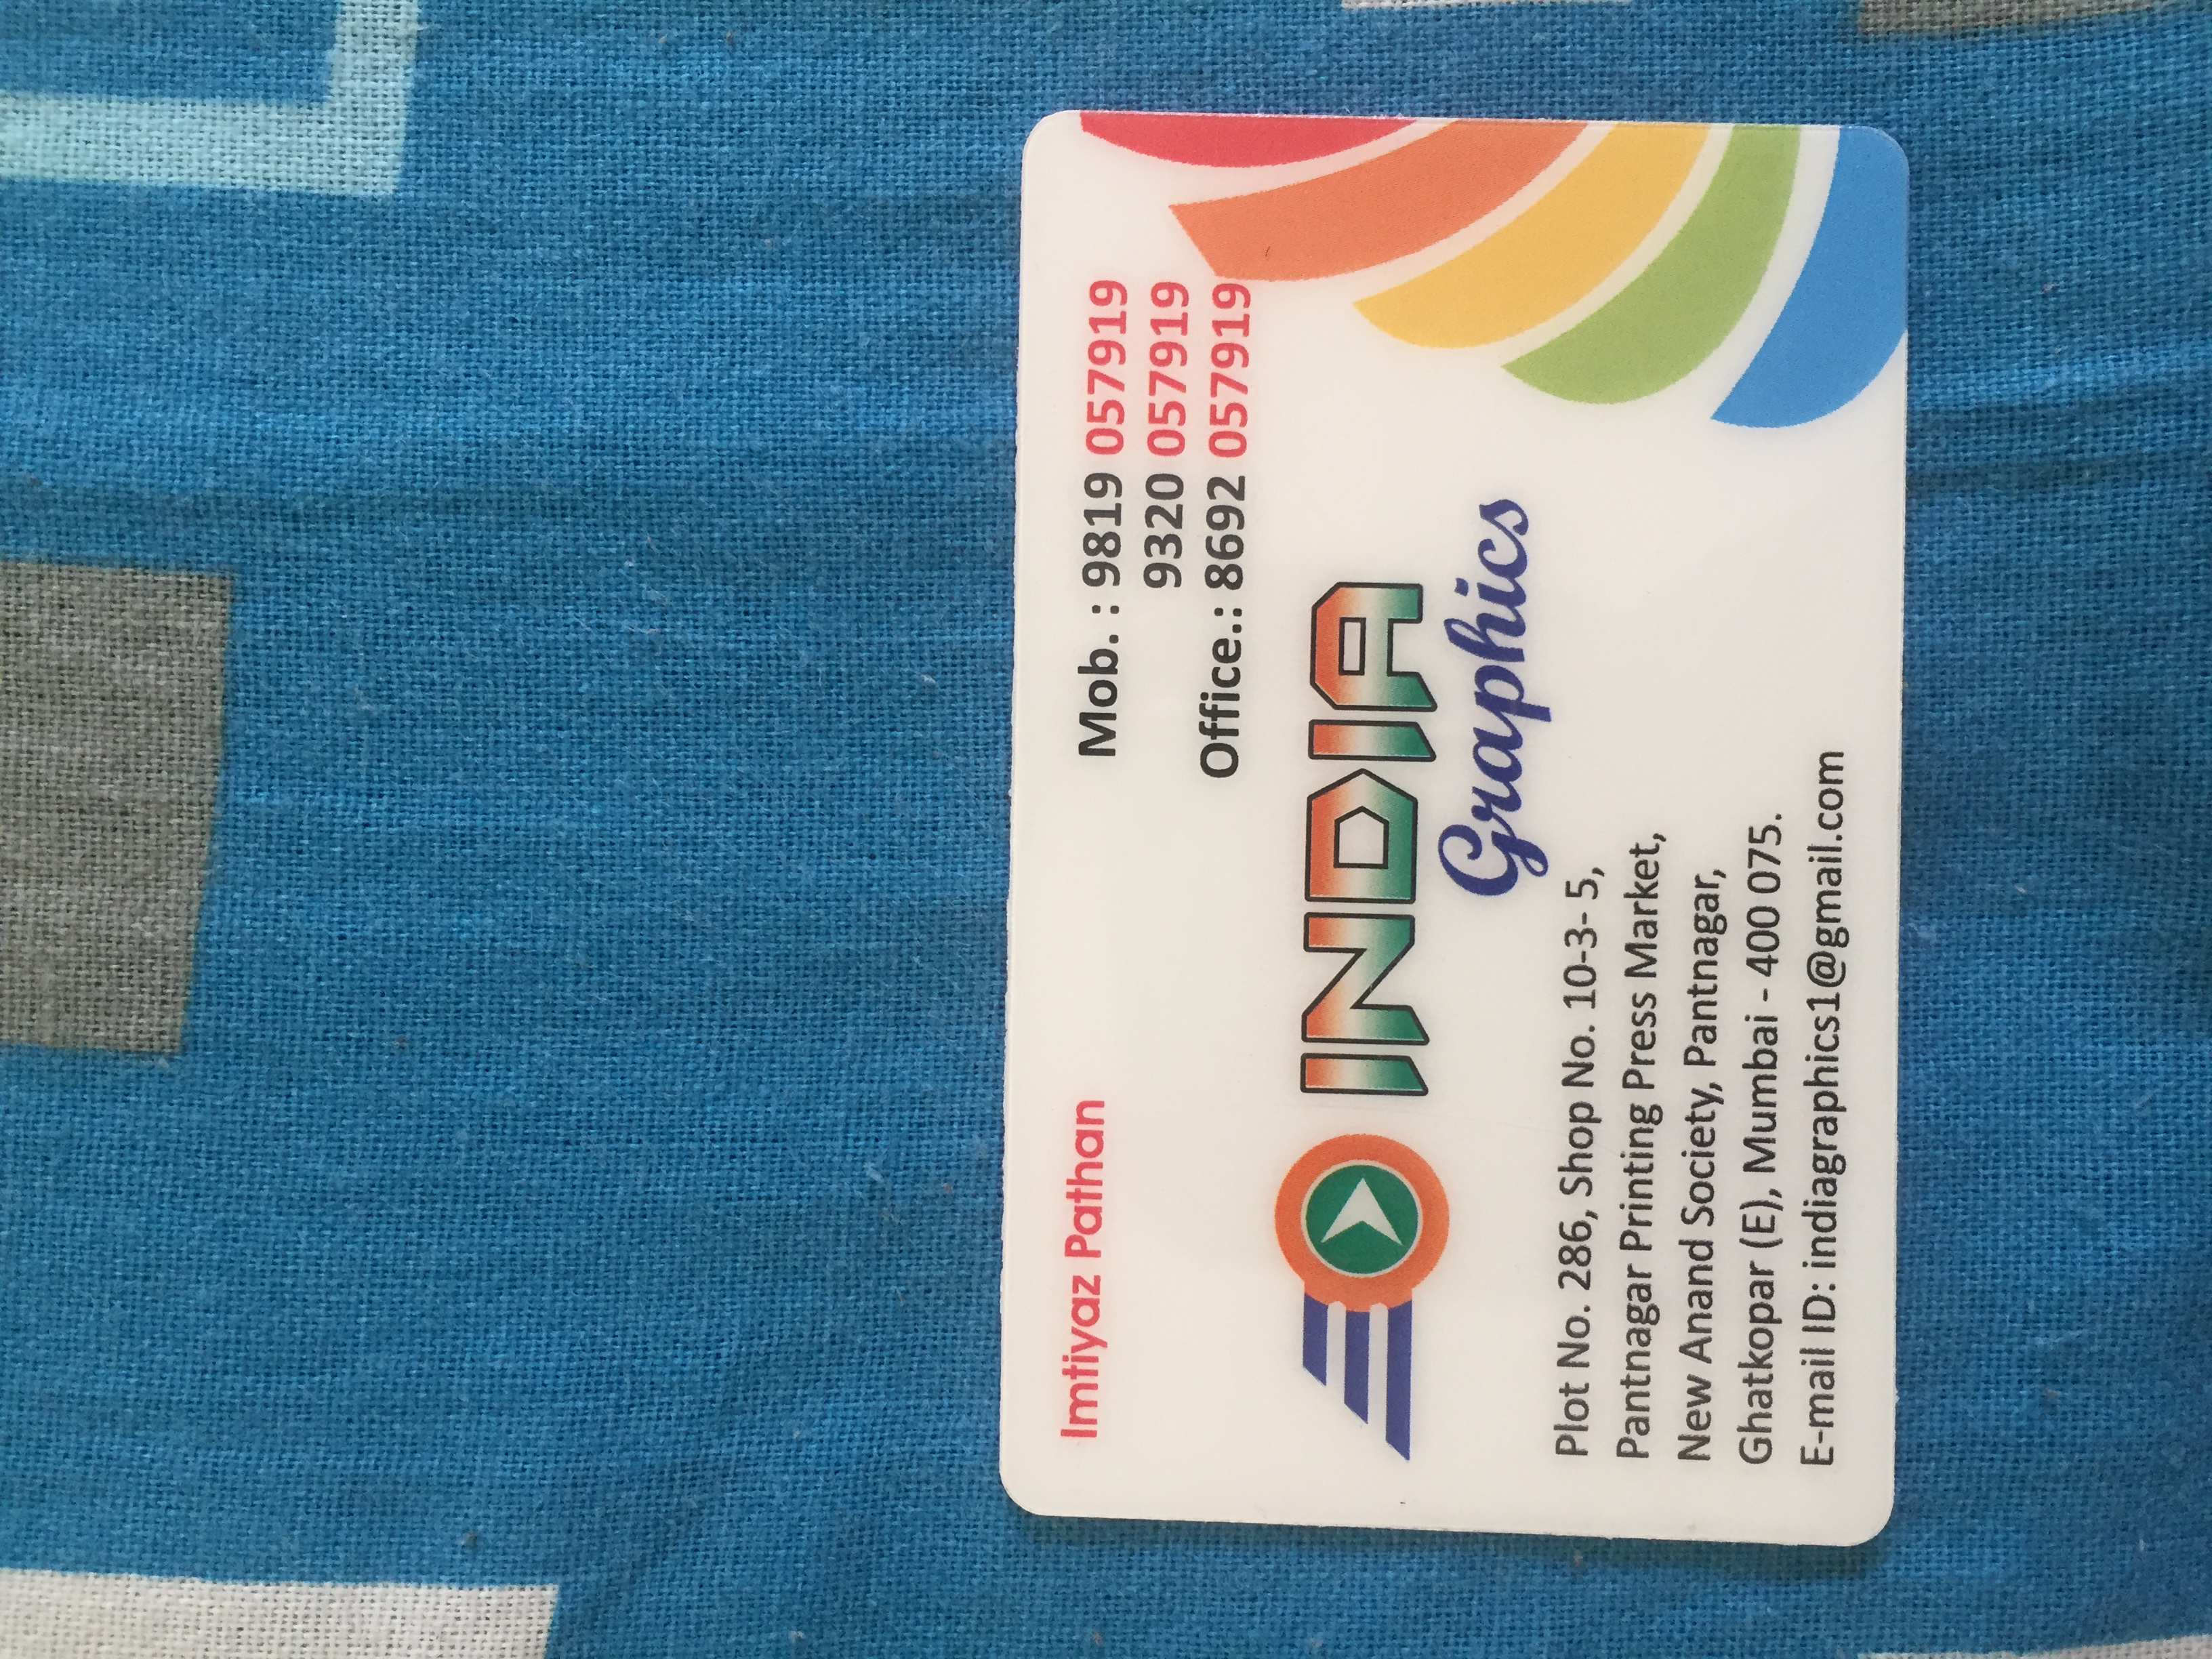 Imtiyaz Pathan
Mob. : 9819 057919
9320 057919
Office.: 8692 057919
INDIA
Graphics
Plot No. 286, Shop No. 10-3- 5,
Pantnagar Printing Press Market,
New Anand Society, Pantnagar,
Ghatkopar (E), Mumbai - 400 075.
E-mail ID: indiagraphics1@gmail.com